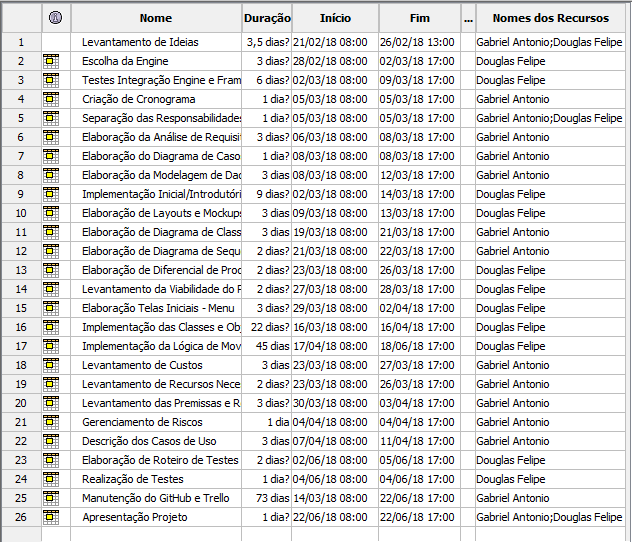 Nome Duração Início Fim ... Nomes dos Recursos
1 Levantamento de Ideias 3,5 dias? 21/02/18 08:00 26/02/18 13:00 Gabriel Antonio;Douglas Felipe
2 Escolha da Engine 3 dias? 28/02/18 08:00 02/03/18 17:00 Douglas Felipe
3 Testes Integração Engine e Fram 6 dias? 02/03/18 08:00 09/03/18 17:00 Douglas Felipe
4 Criação de Cronograma 1 dia? 05/03/18 08:00 05/03/18 17:00 Gabriel Antonio
5 Separação das Responsabilidades 1 dia? 05/03/18 08:00 05/03/18 17:00 Gabriel Antonio;Douglas Felipe
6 Elaboração da Análise de Requisit 3 dias? 06/03/18 08:00 08/03/18 17:00 Gabriel Antonio
7 Elaboração do Diagrama de Caso 1 dia? 08/03/18 08:00 08/03/18 17:00 Gabriel Antonio
8 Elaboração da Modelagem de Dad 3 dias 08/03/18 08:00 12/03/18 17:00 Gabriel Antonio
9 Implementação Inicial/Introdutóri 9 dias? 02/03/18 08:00 14/03/18 17:00 Douglas Felipe
10 Elaboração de Layouts e Mockups 3 dias 09/03/18 08:00 13/03/18 17:00 Douglas Felipe
11 Elaboração de Diagrama de Class 3 dias 19/03/18 08:00 21/03/18 17:00 Gabriel Antonio
12 Elaboração de Diagrama de Sequ 2 dias? 21/03/18 08:00 22/03/18 17:00 Gabriel Antonio
13 Elaboração de Diferencial de Proc 2 dias? 23/03/18 08:00 26/03/18 17:00 Douglas Felipe
14 Levantamento da Viabilidade do P 2 dias? 27/03/18 08:00 28/03/18 17:00 Douglas Felipe
15 Elaboração Telas Iniciais - Menu 3 dias? 29/03/18 08:00 02/04/18 17:00 Douglas Felipe
16 Implementação das Classes e Obj 22 dias? 16/03/18 08:00 16/04/18 17:00 Douglas Felipe
17 Implementação da Lógica de Mov 45 dias 17/04/18 08:00 18/06/18 17:00 Douglas Felipe
18 Levantamento de Custos 3 dias 23/03/18 08:00 27/03/18 17:00 Gabriel Antonio
19 Levantamento de Recursos Nece 2 dias? 23/03/18 08:00 26/03/18 17:00 Gabriel Antonio
20 Levantamento das Premissas e R 3 dias? 30/03/18 08:00 03/04/18 17:00 Gabriel Antonio
21 Gerenciamento de Riscos 1 dia 04/04/18 08:00 04/04/18 17:00 Gabriel Antonio
22 Descrição dos Casos de Uso 3 dias 07/04/18 08:00 11/04/18 17:00 Gabriel Antonio
23 Elaboração de Roteiro de Testes 2 dias? 02/06/18 08:00 05/06/18 17:00 Douglas Felipe
24 Realização de Testes 1 dia? 04/06/18 08:00 04/06/18 17:00 Douglas Felipe
25 Manutenção do GitHub e Trello 73 dias 14/03/18 08:00 22/06/18 17:00 Gabriel Antonio
26 Apresentação Projeto 1 dia? 22/06/18 08:00 22/06/18 17:00 Gabriel Antonio;Douglas Felipe